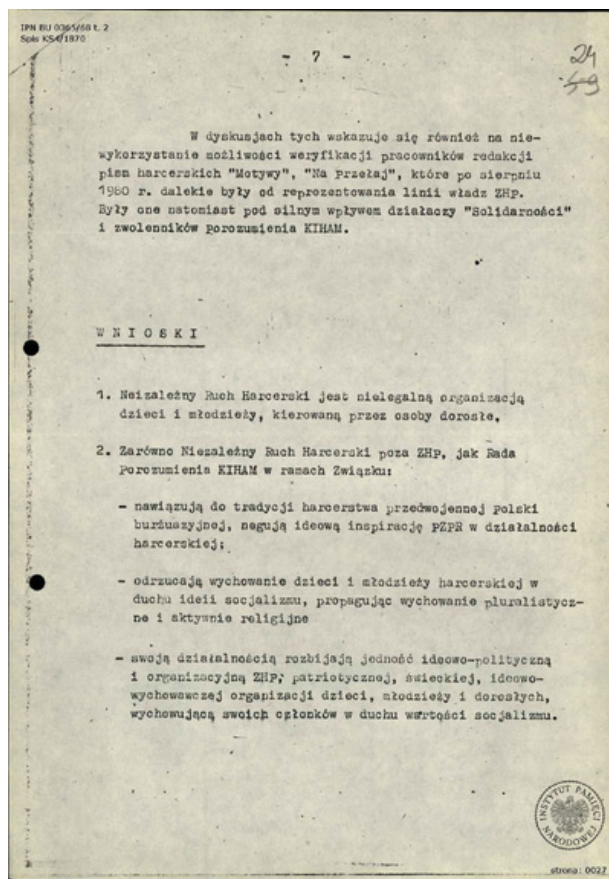 IPN BU 0365/68 t. 2
Spis KS4/1870
- 7 -
24
59
W dyskusjach tych wskazuje się również na nie-
wykorzystanie możliwości weryfikacji pracowników redakcji
pism harcerskich "Motywy", "Na Przełaj", które po sierpniu
1980 r. dalekie były od reprezentowania linii władz ZHP.
Były one natomiast pod silnym wpływem działaczy "Solidarności"
i zwolenników Porozumienia KIHAM.
WNIOSKI
1. Neizależny Ruch Harcerski jest nielegalną organizacją
dzieci i młodzieży, kierowaną przez osoby dorosłe.
2. Zarówno Niezależny Ruch Harcerski poza ZHP, jak Rada
Porozumienia KIHAM w ramach Związku:
- nawiązują do tradycji harcerstwa przedwojennej Polski
burżuazyjnej, negują ideową inspirację PZPR w działalności
harcerskiej;
- odrzucają wychowanie dzieci i młodzieży harcerskiej w
duchu ideii socjalizmu, propagując wychowanie pluralistycz-
ne i aktywnie religijne
- swoją działalnością rozbijają jedność ideowo-polityczną
i organizacyjną ZHP, patriotycznej, świeckiej, ideowo-
wychowawczej organizacji dzieci, młodzieży i dorosłych,
wychowującą swoich członków w duchu wartości socjalizmu.
INSTYTUT PAMIĘCI
NARODOWEJ
strona: 0027